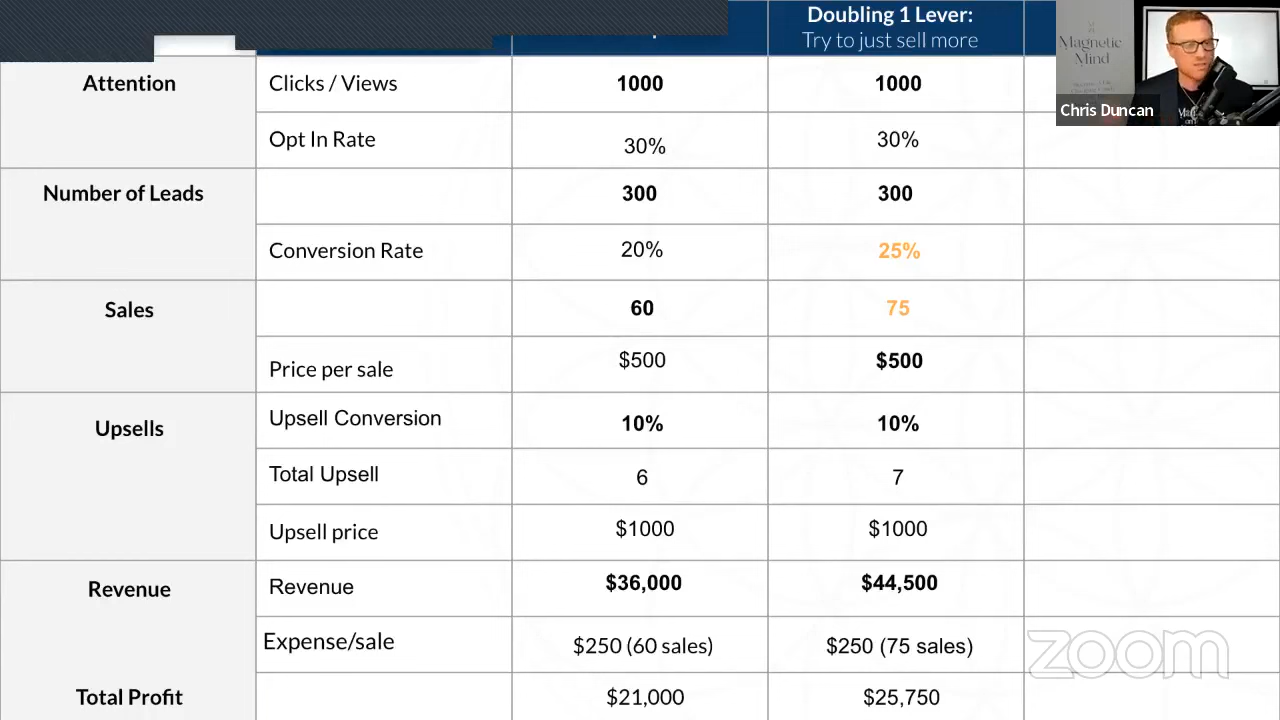 Doubling 1 Lever:
Try to just sell more
Magnetic
Mind
Chris Duncan
Attention
Clicks / Views
1000
1000
Opt In Rate
30%
30%
Number of Leads
300
300
Conversion Rate
20%
25%
Sales
60
75
Price per sale
$500
$500
Upsells
Upsell Conversion
10%
10%
Total Upsell
6
7
Upsell price
$1000
$1000
Revenue
Revenue
$36,000
$44,500
Expense/sale
$250 (60 sales)
$250 (75 sales)
zoom
Total Profit
$21,000
$25,750